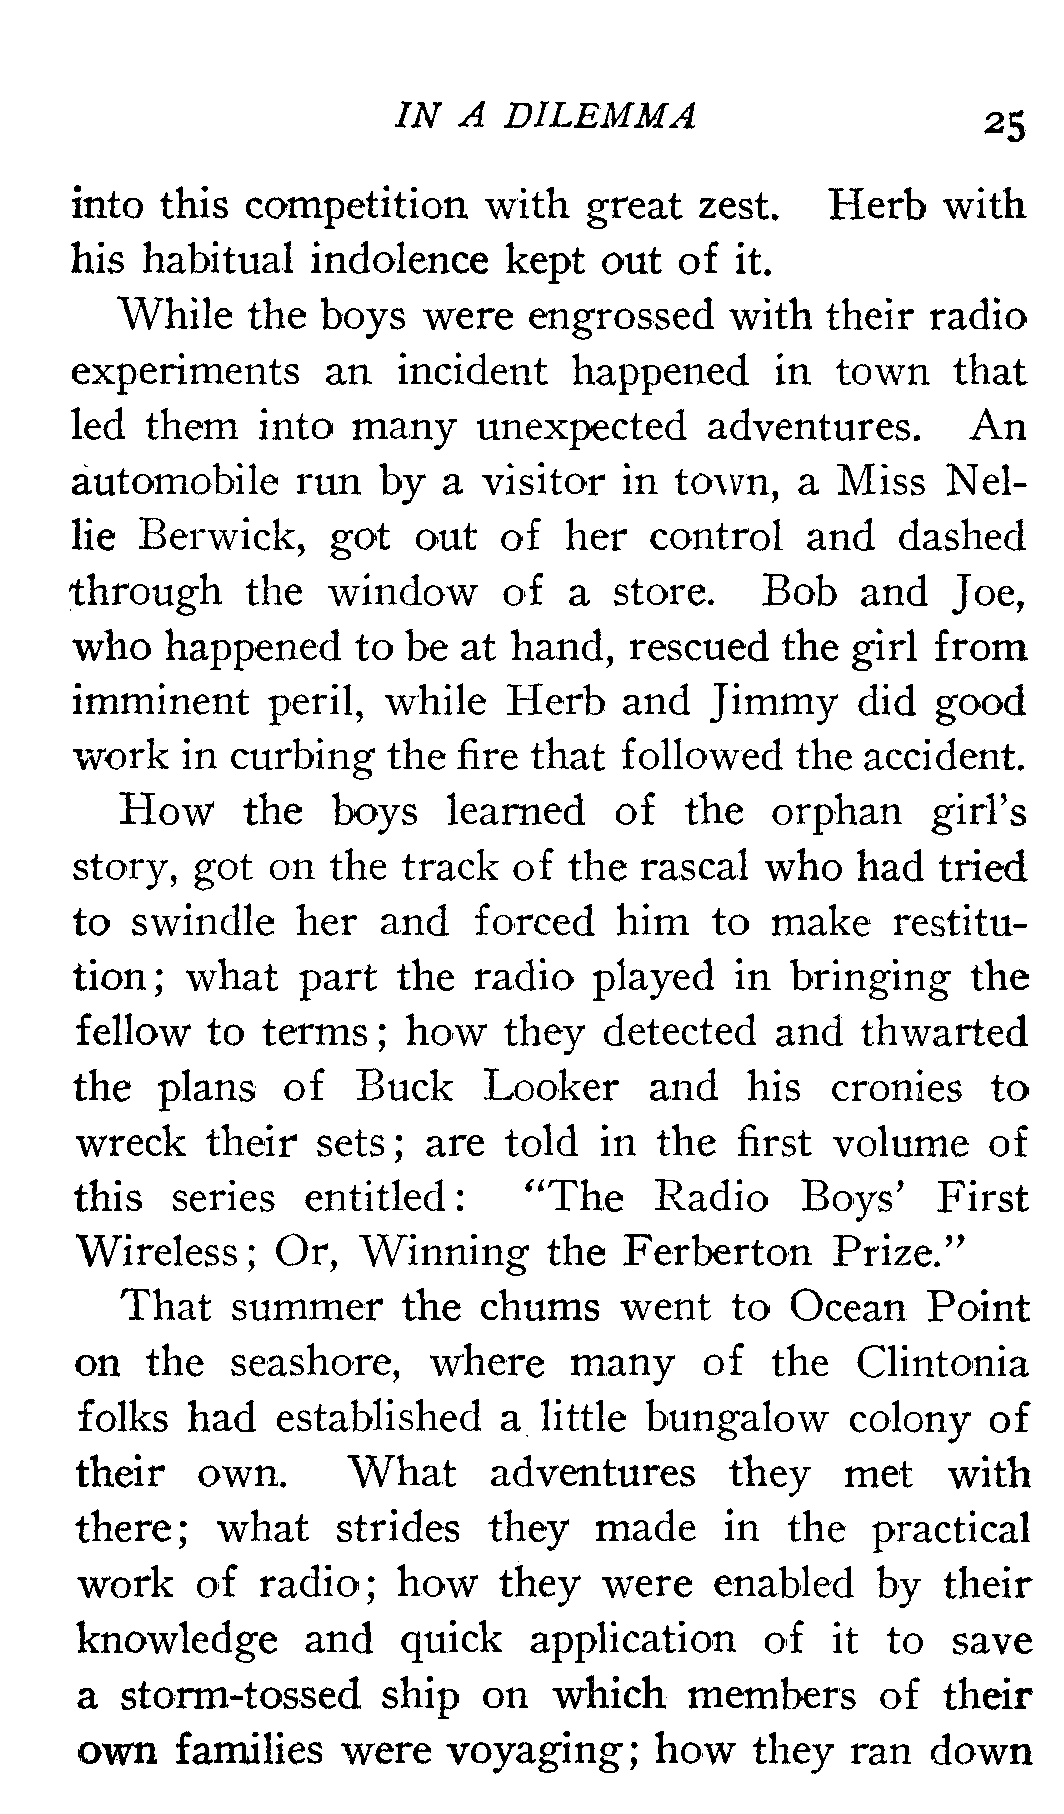 IN A DILEMMA 25
into this competition with great zest. Herb with
his habitual indolence kept out of it.
While the boys were engrossed with their radio
experiments an incident happened in town that
led them into many unexpected adventures. An
automobile run by a visitor in town, a Miss Nel-
lie Berwick, got out of her control and dashed
through the window of a store. Bob and Joe,
who happened to be at hand, rescued the girl from
imminent peril, while Herb and Jimmy did good
work in curbing the fire that followed the accident.
How the boys learned of the orphan girl's
story, got on the track of the rascal who had tried
to swindle her and forced him to make restitu-
tion; what part the radio played in bringing the
fellow to terms; how they detected and thwarted
the plans of Buck Looker and his cronies to
wreck their sets; are told in the first volume of
this series entitled: "The Radio Boys' First
Wireless; Or, Winning the Ferberton Prize."
That summer the chums went to Ocean Point
on the seashore, where many of the Clintonia
folks had established a little bungalow colony of
their own. What adventures they met with
there; what strides they made in the practical
work of radio; how they were enabled by their
knowledge and quick application of it to save
a storm-tossed ship on which members of their
own families were voyaging; how they ran down